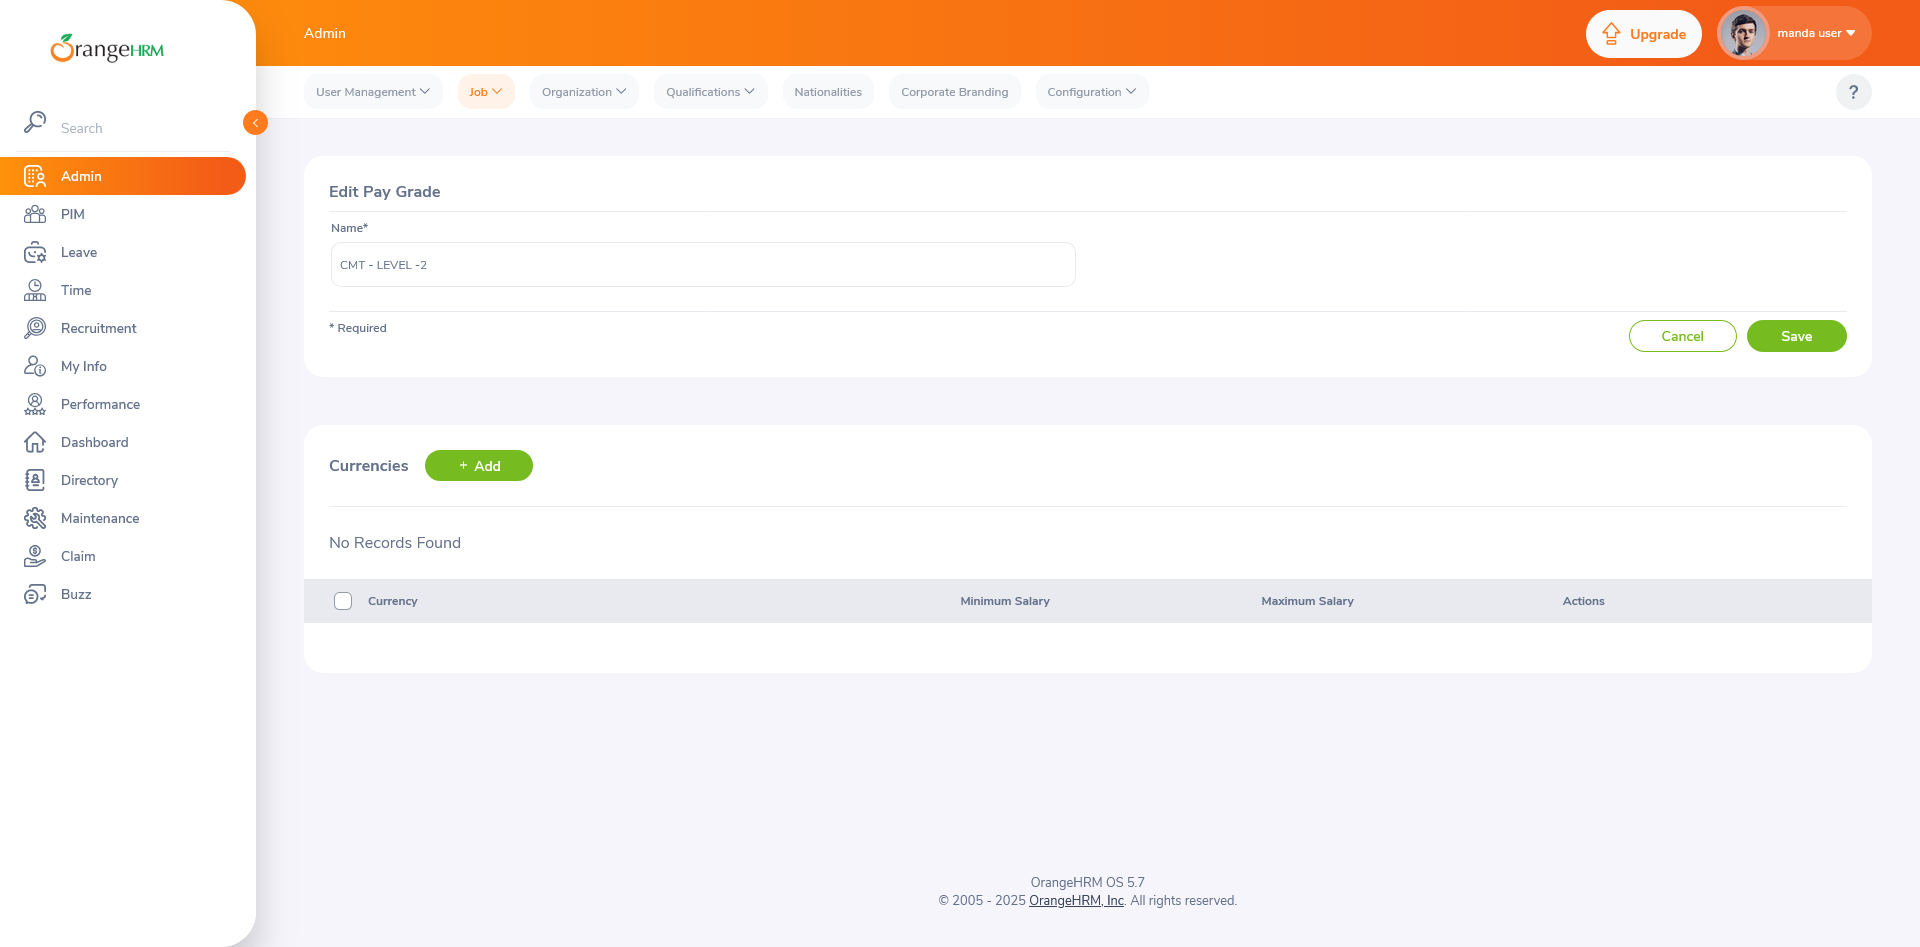 OrangeHRM
Admin
Upgrade
manda user
User Management
Job
Organization
Qualifications
Nationalities
Corporate Branding
Configuration
?
Search
Admin
PIM
Leave
Time
Recruitment
My Info
Performance
Dashboard
Directory
Maintenance
Claim
Buzz
Edit Pay Grade
Name*
CMT - LEVEL -2
* Required
Cancel
Save
Currencies
+ Add
No Records Found
Currency Minimum Salary Maximum Salary Actions
OrangeHRM OS 5.7
© 2005 - 2025 OrangeHRM, Inc. All rights reserved.